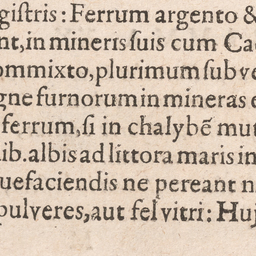 giſtris: Ferrum argento &
nt, in mineris ſuis cum Ca
ommixto, plurimum ſub ve
gne furnorum in mineras e
ferrum, ſi in chalybē mut
ib. albis ad littora maris in
uefaciendis ne pereant n
pulveres, aut fel vitri: Huj